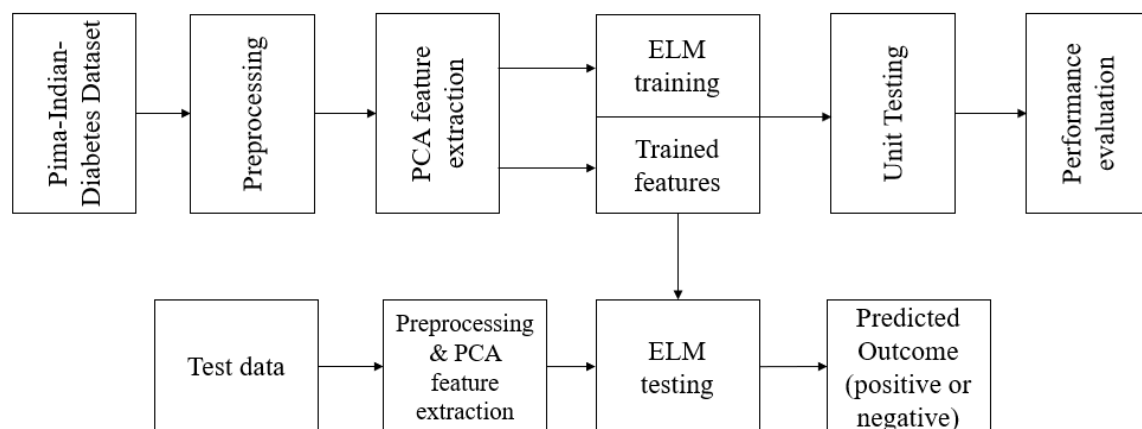 Pima-Indian-
Diabetes Dataset
Preprocessing
PCA feature
extraction
ELM
training
Trained
features
Unit Testing
Performance
evaluation
Test data
Preprocessing
& PCA
feature
extraction
ELM
testing
Predicted
Outcome
(positive or
negative)